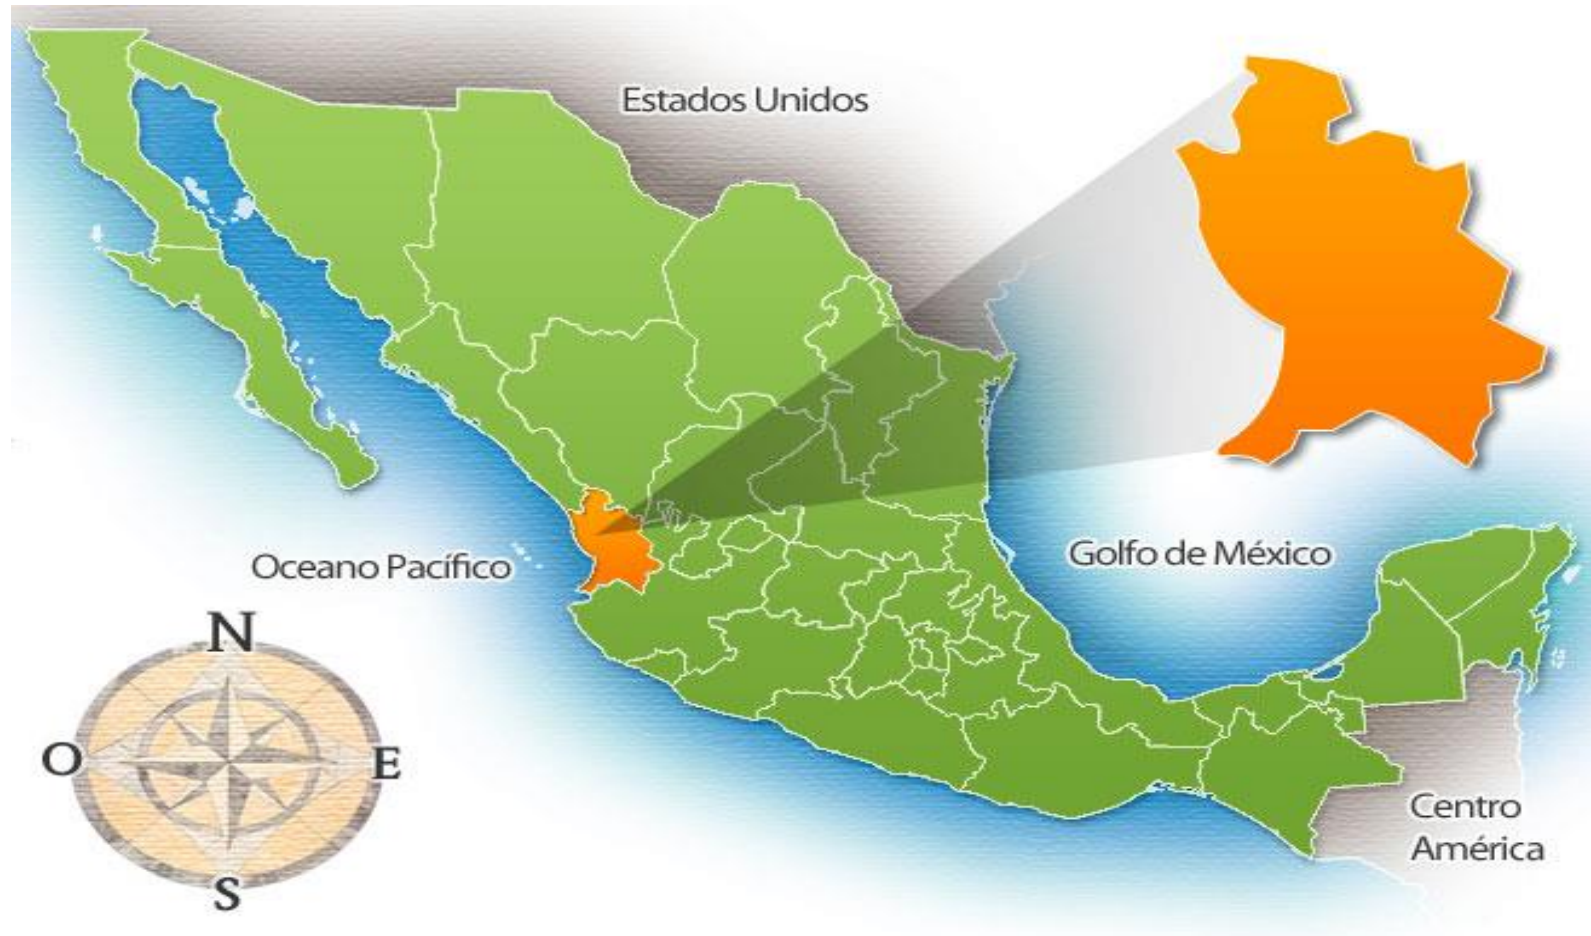 Estados Unidos
Golfo de México
Oceano Pacífico
N
O
E
S
Centro
América